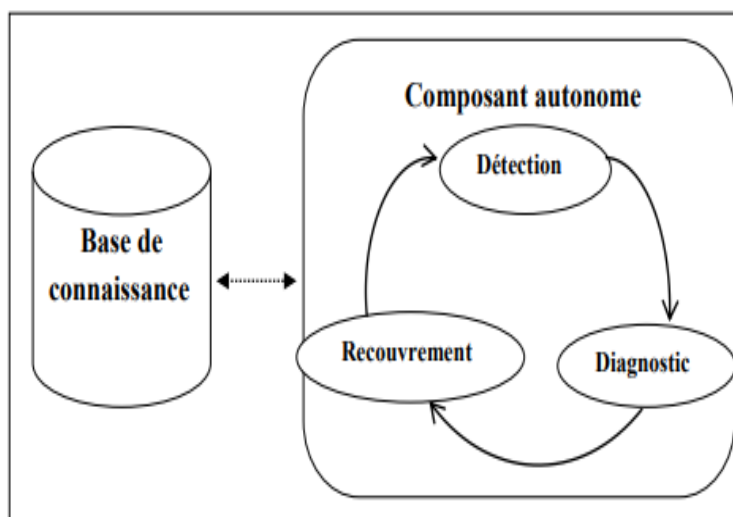 Composant autonome
Détection
Base de
connaissance
Recouvrement
Diagnostic